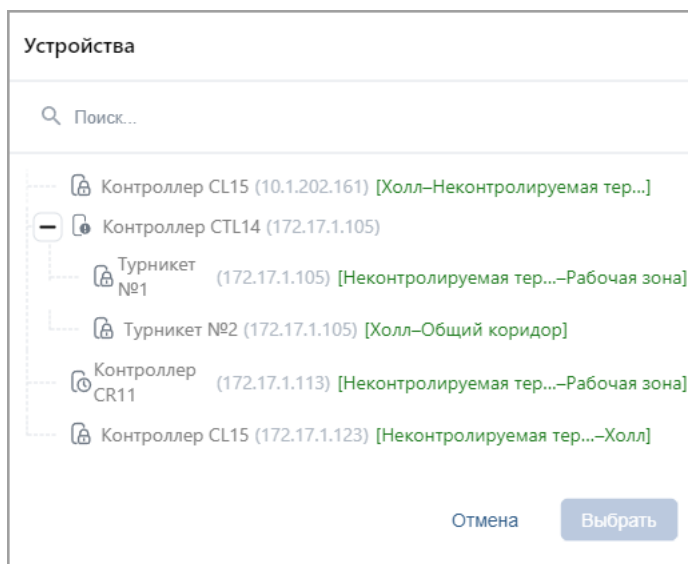 Устройства
Поиск...
Контроллер CL15 (10.1.202.161) [Холл–Неконтролируемая тер...]
Контроллер CTL14 (172.17.1.105)
Турникет №1 (172.17.1.105) [Неконтролируемая тер...–Рабочая зона]
Турникет №2 (172.17.1.105) [Холл–Общий коридор]
Контроллер CR11 (172.17.1.113) [Неконтролируемая тер...–Рабочая зона]
Контроллер CL15 (172.17.1.123) [Неконтролируемая тер...–Холл]
Отмена Выбрать